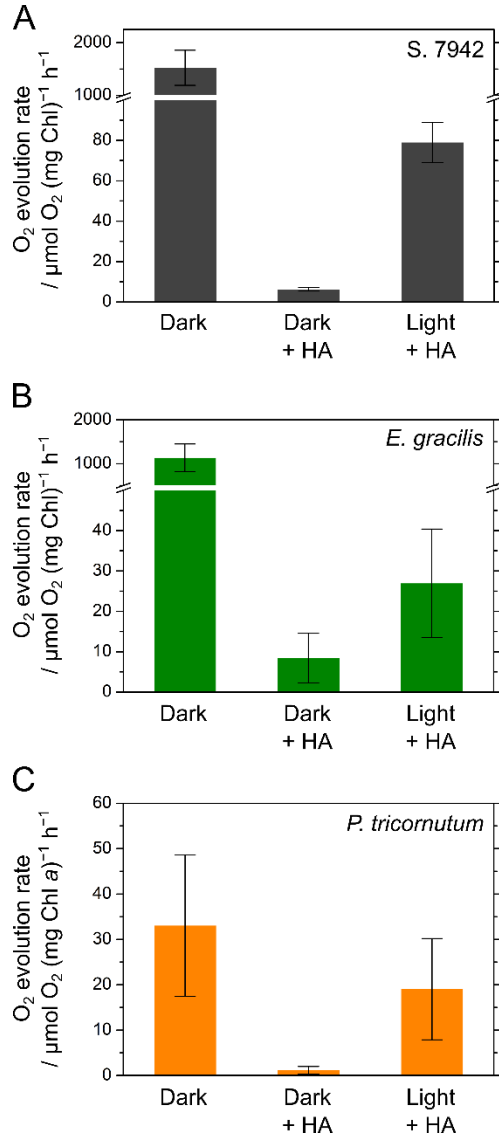 A
S. 7942
2000
1000
80
60
40
20
0
O₂ evolution rate
/ µmol O₂ (mg Chl)⁻¹ h⁻¹
Dark
Dark
+ HA
Light
+ HA
B
E. gracilis
2000
1000
40
30
20
10
0
O₂ evolution rate
/ µmol O₂ (mg Chl)⁻¹ h⁻¹
Dark
Dark
+ HA
Light
+ HA
C
P. tricornutum
60
50
40
30
20
10
0
O₂ evolution rate
/ µmol O₂ (mg Chl a)⁻¹ h⁻¹
Dark
Dark
+ HA
Light
+ HA